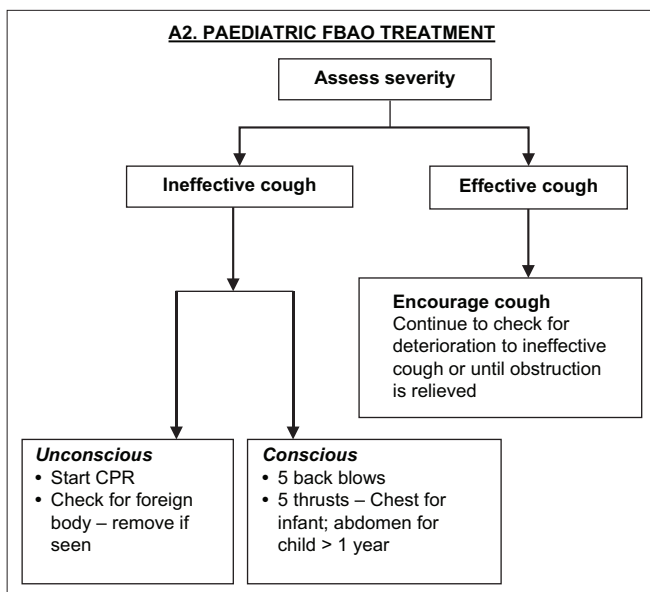 A2. PAEDIATRIC FBAO TREATMENT
Assess severity
Ineffective cough
Effective cough
Encourage cough
Continue to check for
deterioration to ineffective
cough or until obstruction
is relieved
Unconscious
• Start CPR
• Check for foreign
body – remove if
seen
Conscious
• 5 back blows
• 5 thrusts – Chest for
infant; abdomen for
child > 1 year